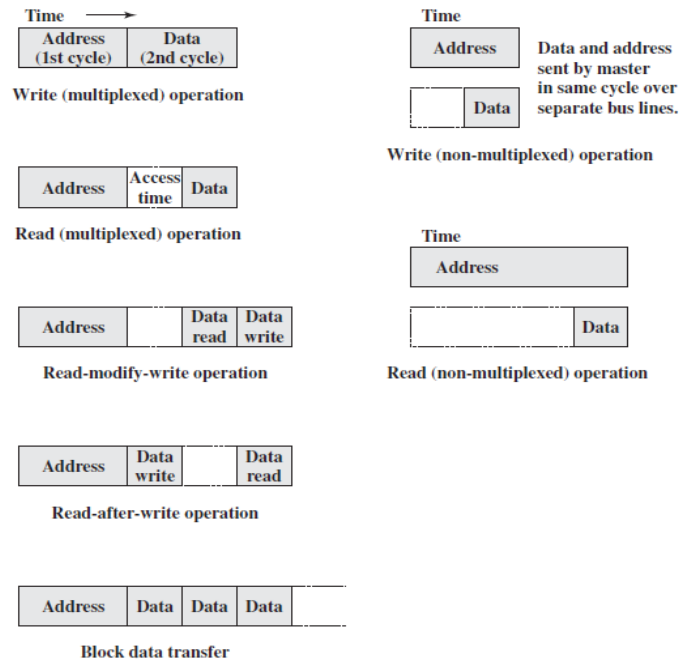 Time
Address Data
(1st cycle) (2nd cycle)
Write (multiplexed) operation
Address Access time Data
Read (multiplexed) operation
Address Data read Data write
Read-modify-write operation
Address Data write Data read
Read-after-write operation
Address Data Data Data
Block data transfer
Time
Address
Data
Data and address
sent by master
in same cycle over
separate bus lines.
Write (non-multiplexed) operation
Time
Address
Data
Read (non-multiplexed) operation